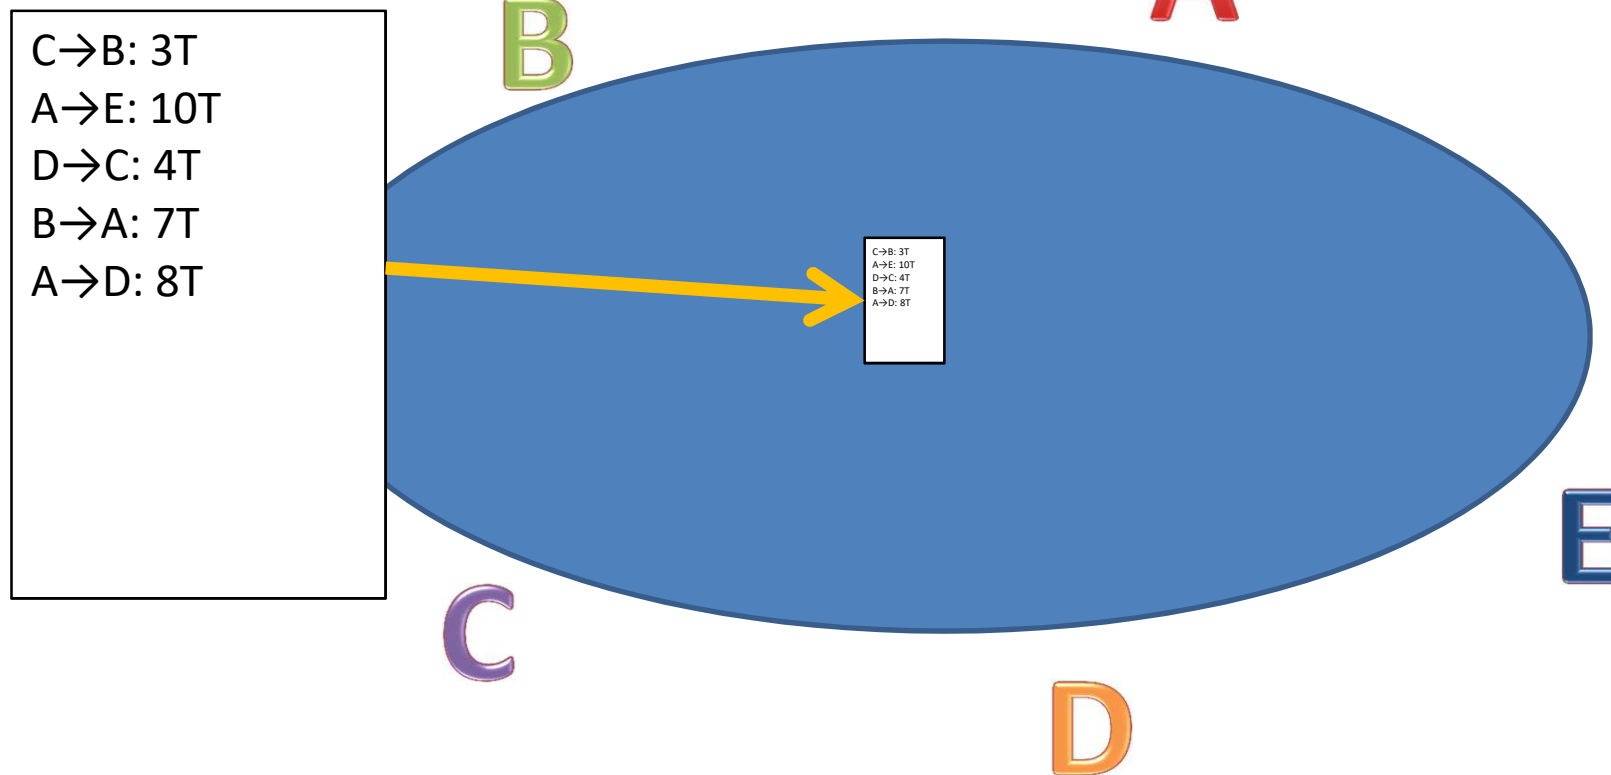 A
B
C→B: 3T
A→E: 10T
D→C: 4T
B→A: 7T
A→D: 8T
C→B: 3T
A→E: 10T
D→C: 4T
B→A: 7T
A→D: 8T
E
C
D